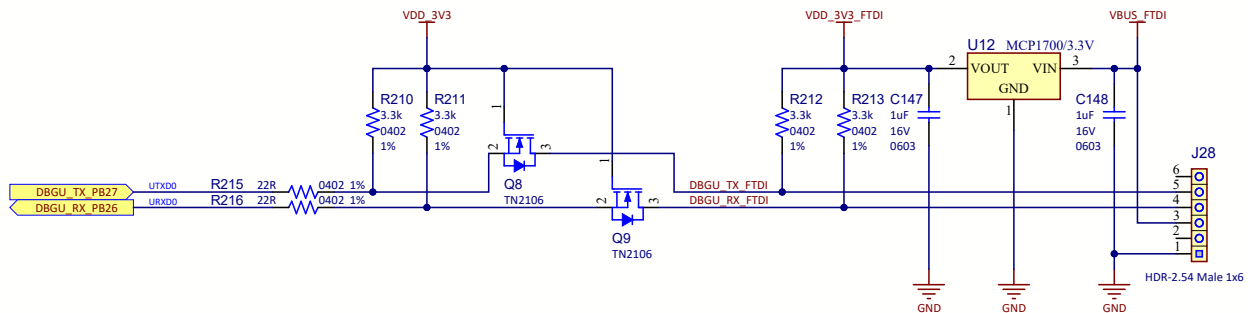 VDD_3V3
VDD_3V3_FTDI
VBUS_FTDI
U12 MCP1700/3.3V
2
VOUT
VIN
3
GND
1
R210
3.3k
0402
1%
R211
3.3k
0402
1%
1
2
3
Q8
TN2106
R212
3.3k
0402
1%
R213
3.3k
0402
1%
C147
1uF
16V
0603
C148
1uF
16V
0603
1
2
3
Q9
TN2106
DBGU_TX_PB27
UTXD0
R215
22R
0402 1%
DBGU_TX_FTDI
DBGU_RX_PB26
URXD0
R216
22R
0402 1%
DBGU_RX_FTDI
J28
6
5
4
3
2
1
HDR-2.54 Male 1x6
GND
GND
GND